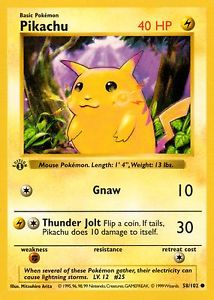 Basic Pokémon
Pikachu 40 HP
1
EDITION
Mouse Pokémon. Length: 1' 4", Weight: 13 lbs.
Gnaw 10
Thunder Jolt Flip a coin. If tails, 30
Pikachu does 10 damage to itself.
weakness resistance retreat cost
When several of these Pokémon gather, their electricity can
cause lightning storms. LV. 12 #25
Illus. Mitsuhiro Arita ©1995, 96, 98, 99 Nintendo, Creatures, GAMEFREAK. ©1999 Wizards. 58/102